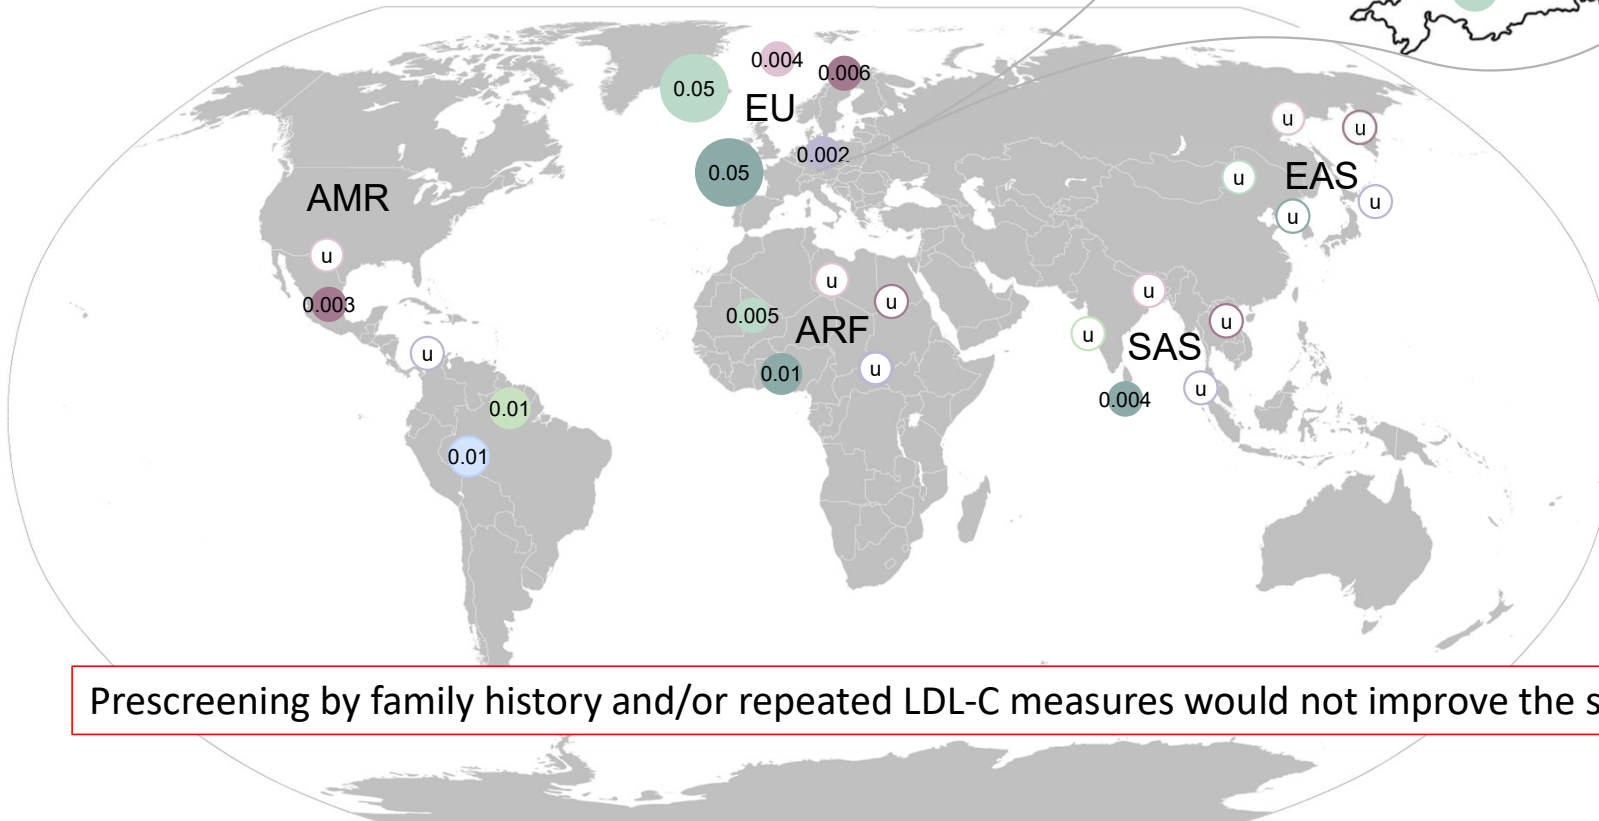 0.004
0.006
0.05
EU
u
u
0.002
0.05
u
EAS
AMR
u
u
u
u
u
u
0.003
0.005
ARF
u
u
u
SAS
u
u
0.01
u
0.004
0.01
0.01
Prescreening by family history and/or repeated LDL-C measures would not improve the s